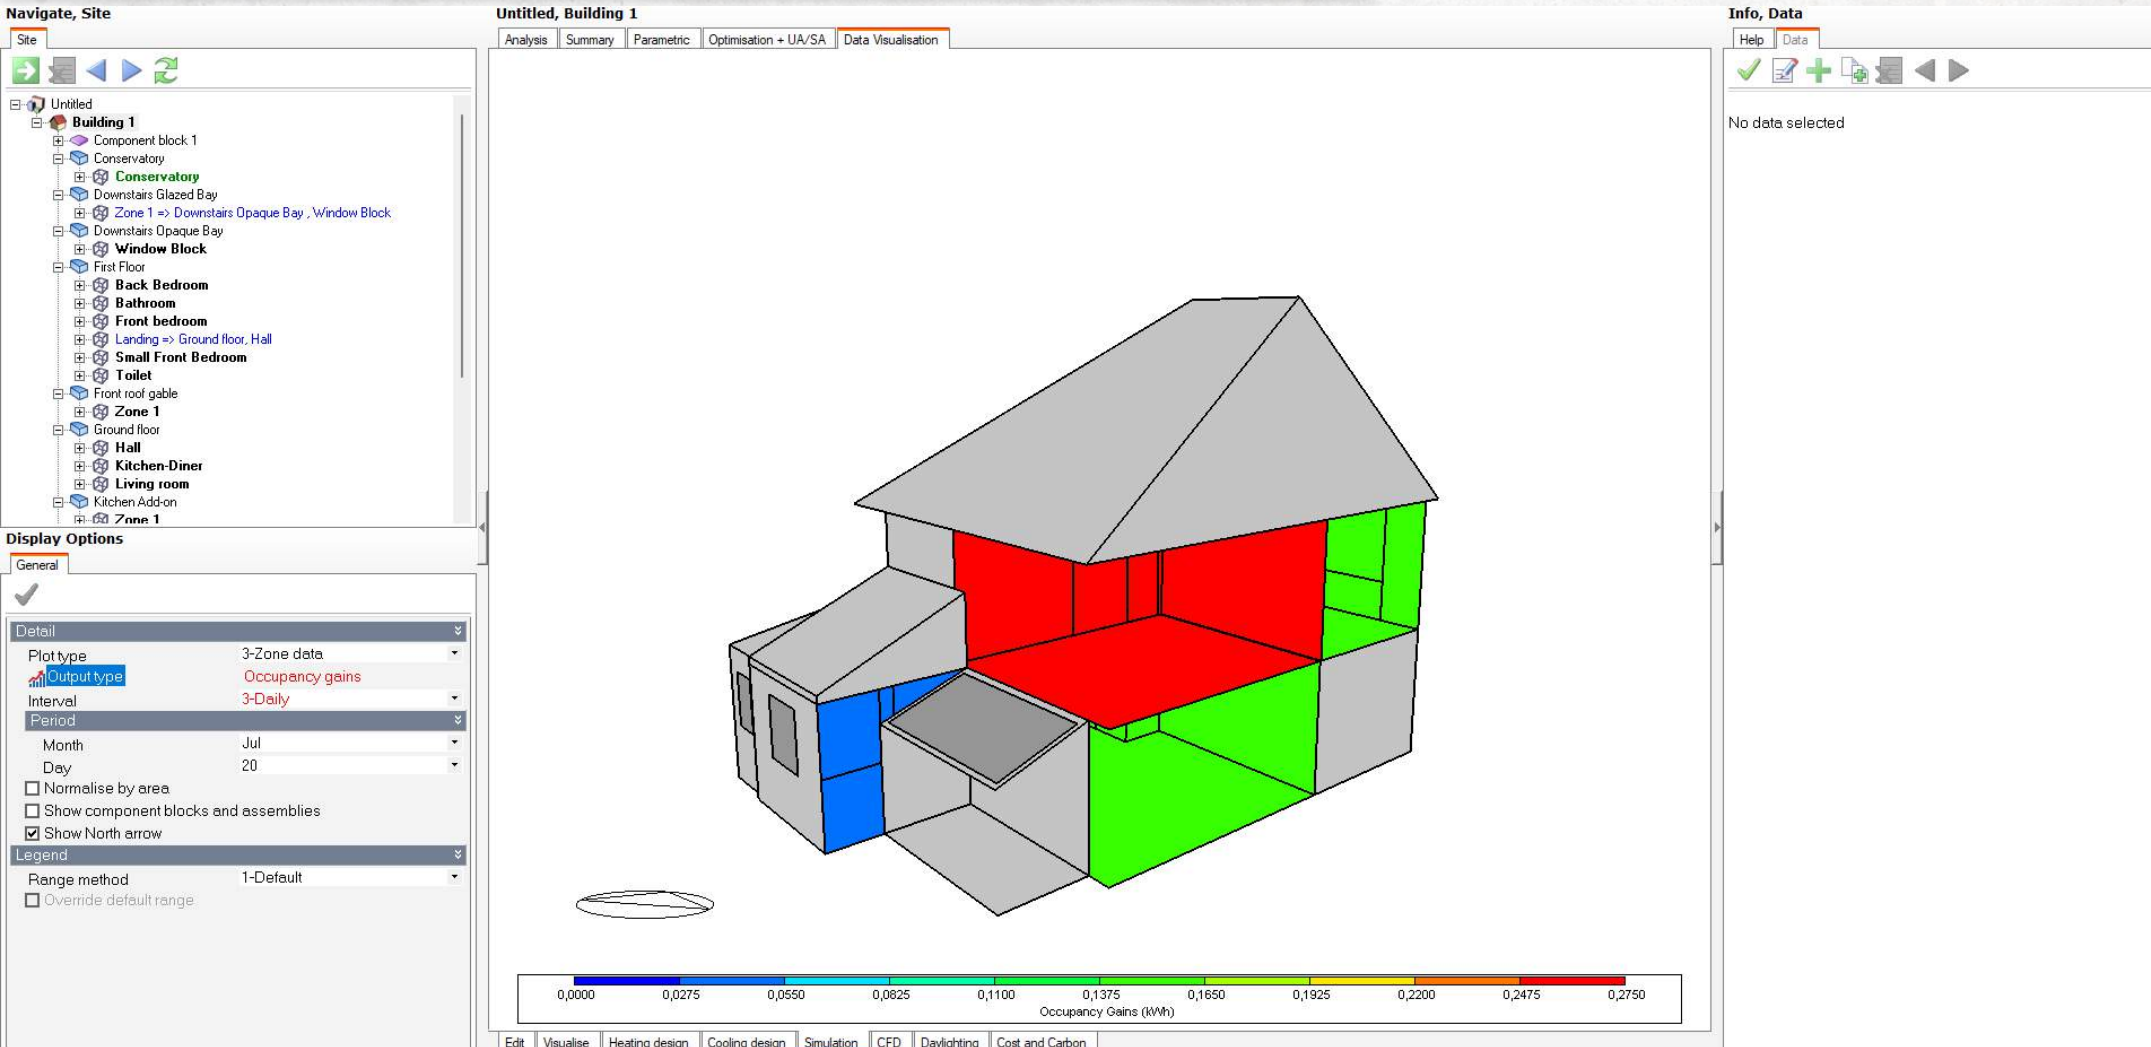 Navigate, Site
Site
Untitled
Building 1
Component block 1
Conservatory
Conservatory
Downstairs Glazed Bay
Zone 1 => Downstairs Opaque Bay , Window Block
Downstairs Opaque Bay
Window Block
First Floor
Back Bedroom
Bathroom
Front bedroom
Landing => Ground floor, Hall
Small Front Bedroom
Toilet
Front roof gable
Zone 1
Ground floor
Hall
Kitchen-Diner
Living room
Kitchen Add-on
Zone 1
Display Options
General
Detail
Plot type 3-Zone data
Output type Occupancy gains
Interval 3-Daily
Period
Month Jul
Day 20
Normalise by area
Show component blocks and assemblies
Show North arrow
Legend
Range method 1-Default
Override default range
Untitled, Building 1
Analysis Summary Parametric Optimisation + UA/SA Data Visualisation
0,0000 0,0275 0,0550 0,0825 0,1100 0,1375 0,1650 0,1925 0,2200 0,2475 0,2750
Occupancy Gains (kWh)
Edit Visualise Heating design Cooling design Simulation CFD Daylighting Cost and Carbon
Info, Data
Help Data
No data selected